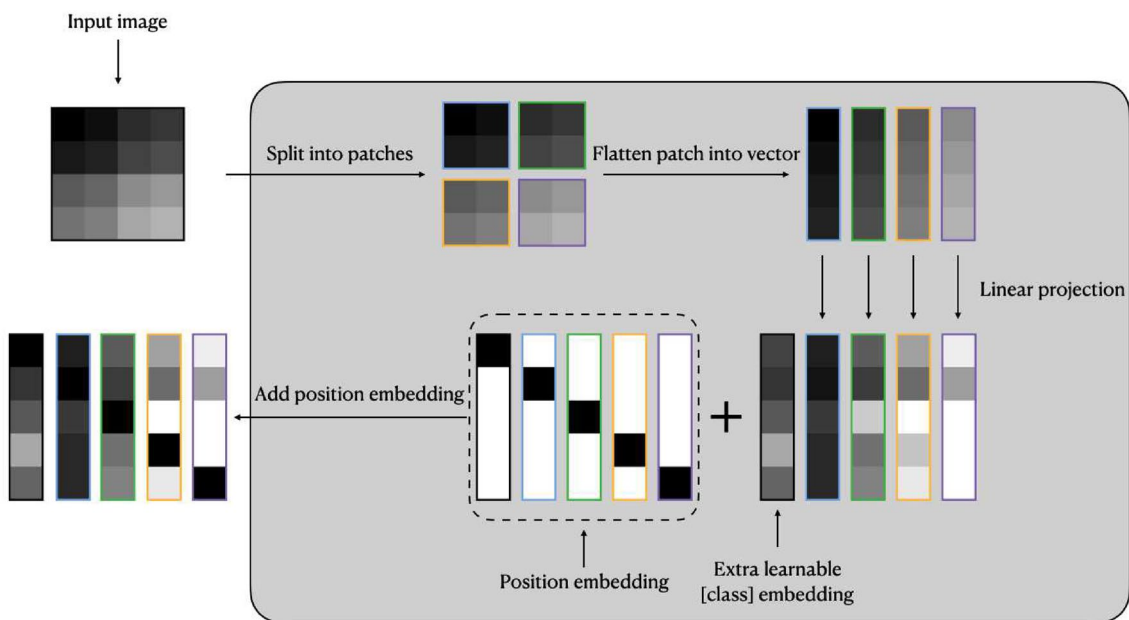 Input image
Split into patches
Flatten patch into vector
Linear projection
Add position embedding
+
Position embedding
Extra learnable
[class] embedding